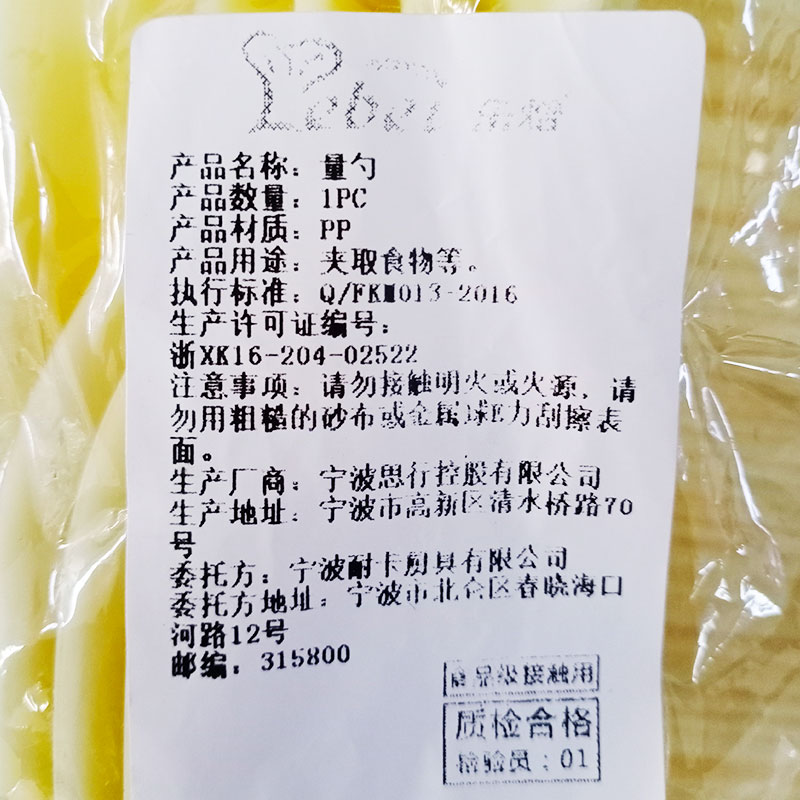 产品名称：量勺
产品数量：1PC
产品材质：PP
产品用途：夹取食物等。
执行标准：Q/FKM013-2016
生产许可证编号：
浙XK16-204-02522
注意事项：请勿接触明火或火源，请
勿用粗糙的砂布或金属球 力刮擦表
面。
生产厂商：宁波思行控股有限公司
生产地址：宁波市高新区清水桥路70
号
委托方：宁波耐卡厨具有限公司
委托方地址：宁波市北仑区春晓海口
河路12号
邮编：315800
食品级接触用
质检合格
检验员：01